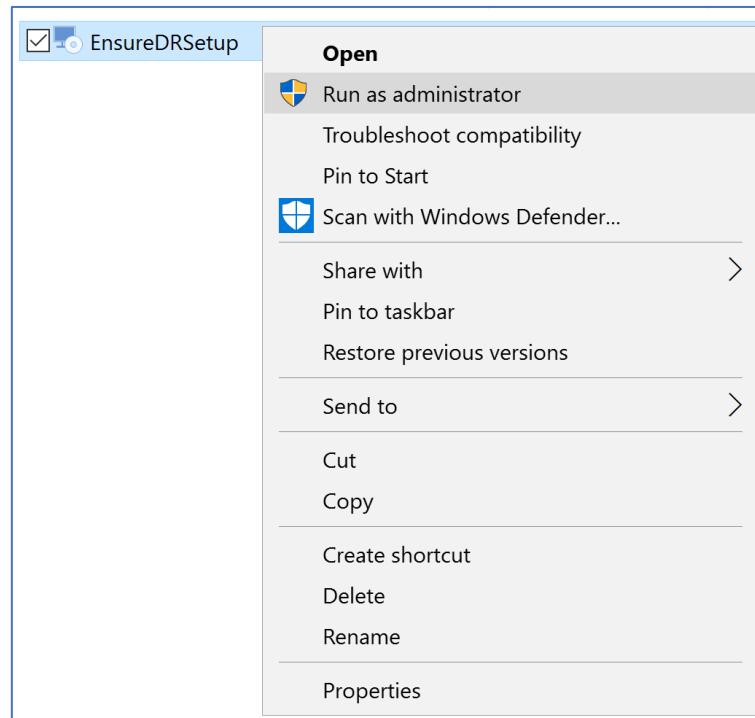 EnsureDRSetup
Open
Run as administrator
Troubleshoot compatibility
Pin to Start
Scan with Windows Defender...
Share with
Pin to taskbar
Restore previous versions
Send to
Cut
Copy
Create shortcut
Delete
Rename
Properties